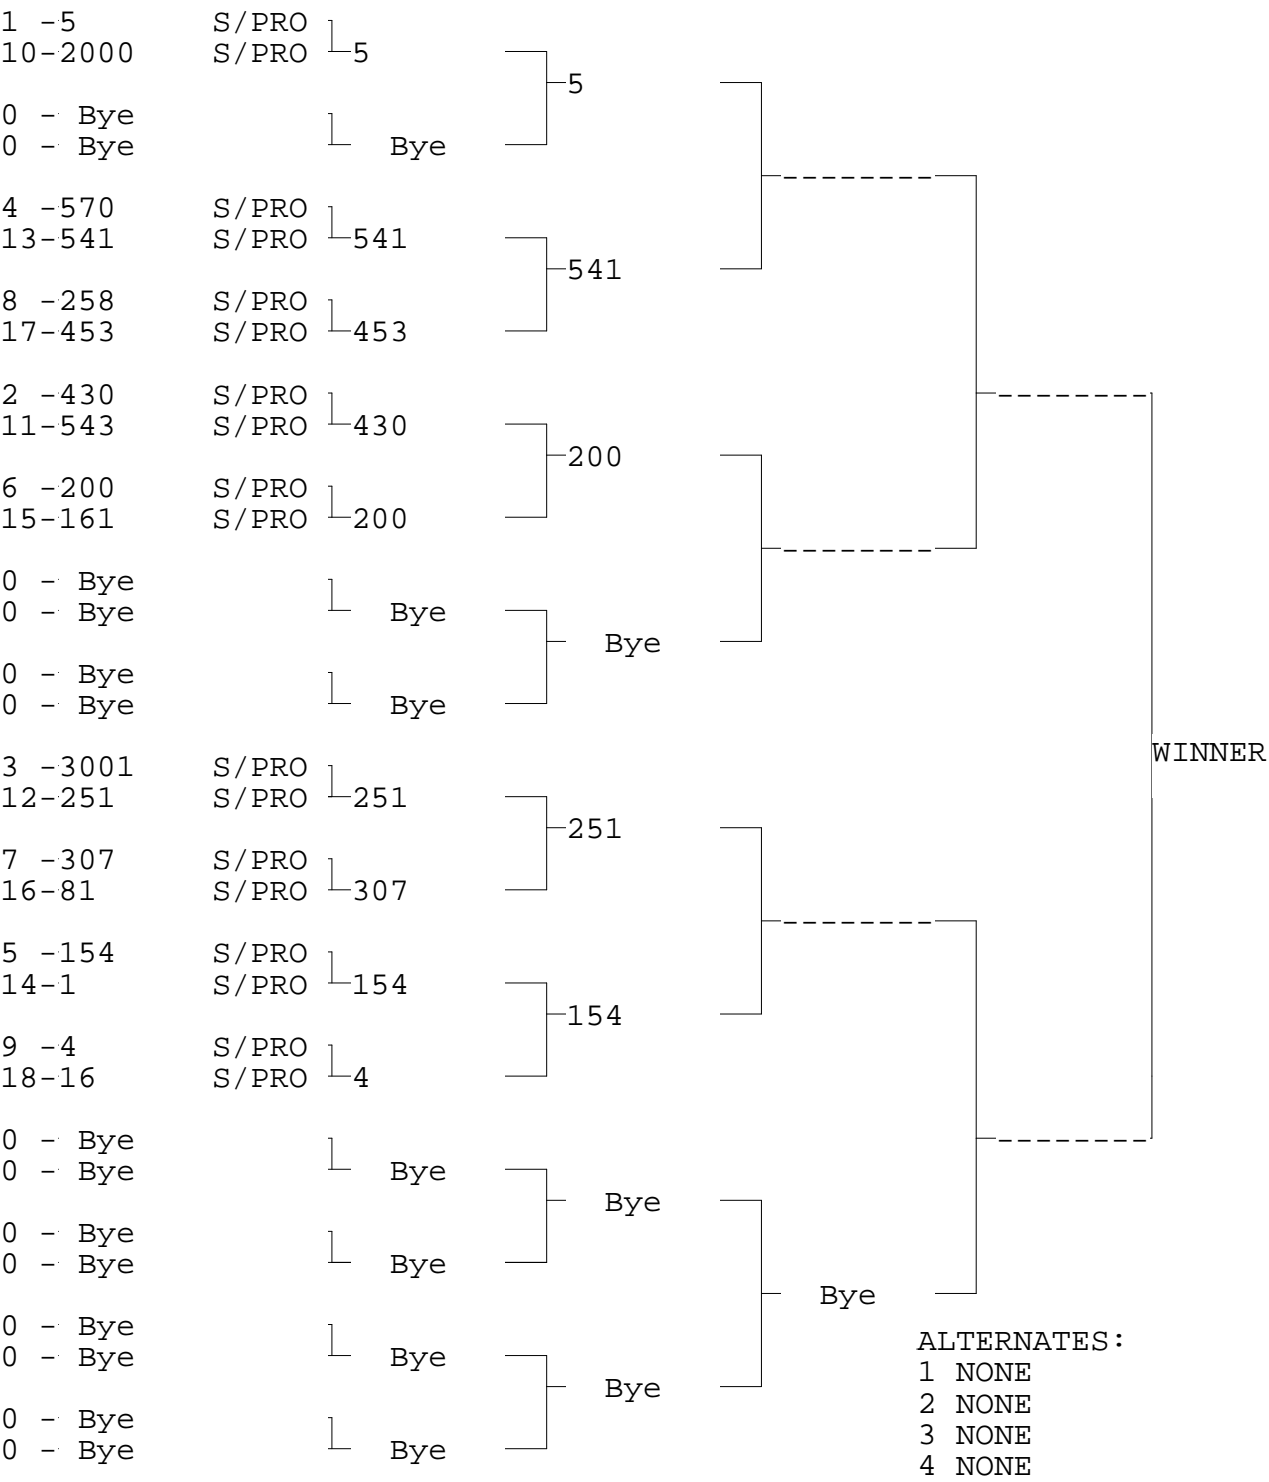 1 -5 S/PRO
10-2000 S/PRO 5
5
0 - Bye
0 - Bye Bye
4 -570 S/PRO
13-541 S/PRO 541
541
8 -258 S/PRO
17-453 S/PRO 453
2 -430 S/PRO
11-543 S/PRO 430
200
6 -200 S/PRO
15-161 S/PRO 200
0 - Bye
0 - Bye Bye
Bye
0 - Bye
0 - Bye Bye
WINNER
3 -3001 S/PRO
12-251 S/PRO 251
251
7 -307 S/PRO
16-81 S/PRO 307
5 -154 S/PRO
14-1 S/PRO 154
154
9 -4 S/PRO
18-16 S/PRO 4
0 - Bye
0 - Bye Bye
Bye
0 - Bye
0 - Bye Bye
Bye
0 - Bye
0 - Bye Bye
Bye
0 - Bye
0 - Bye Bye
ALTERNATES:
1 NONE
2 NONE
3 NONE
4 NONE